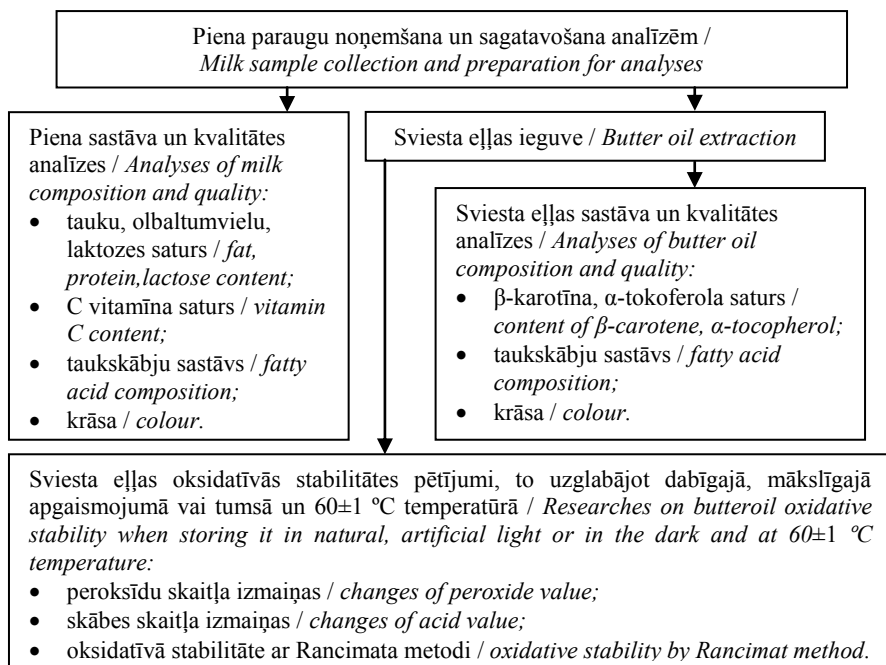 Piena paraugu noņemšana un sagatavošana analīzēm /
Milk sample collection and preparation for analyses
Piena sastāva un kvalitātes
analīzes / Analyses of milk
composition and quality:
• tauku, olbaltumvielu,
laktozes saturs / fat,
protein,lactose content;
• C vitamīna saturs / vitamin
C content;
• taukskābju sastāvs / fatty
acid composition;
• krāsa / colour.
Sviesta eļļas ieguve / Butter oil extraction
Sviesta eļļas sastāva un kvalitātes
analīzes / Analyses of butter oil
composition and quality:
• β-karotīna, α-tokoferola saturs /
content of β-carotene, α-tocopherol;
• taukskābju sastāvs / fatty acid
composition;
• krāsa / colour.
Sviesta eļļas oksidatīvās stabilitātes pētījumi, to uzglabājot dabīgajā, mākslīgajā
apgaismojumā vai tumsā un 60±1 ºC temperatūrā / Researches on butteroil oxidative
stability when storing it in natural, artificial light or in the dark and at 60±1 ºC
temperature:
• peroksīdu skaitļa izmaiņas / changes of peroxide value;
• skābes skaitļa izmaiņas / changes of acid value;
• oksidatīvā stabilitāte ar Rancimata metodi / oxidative stability by Rancimat method.